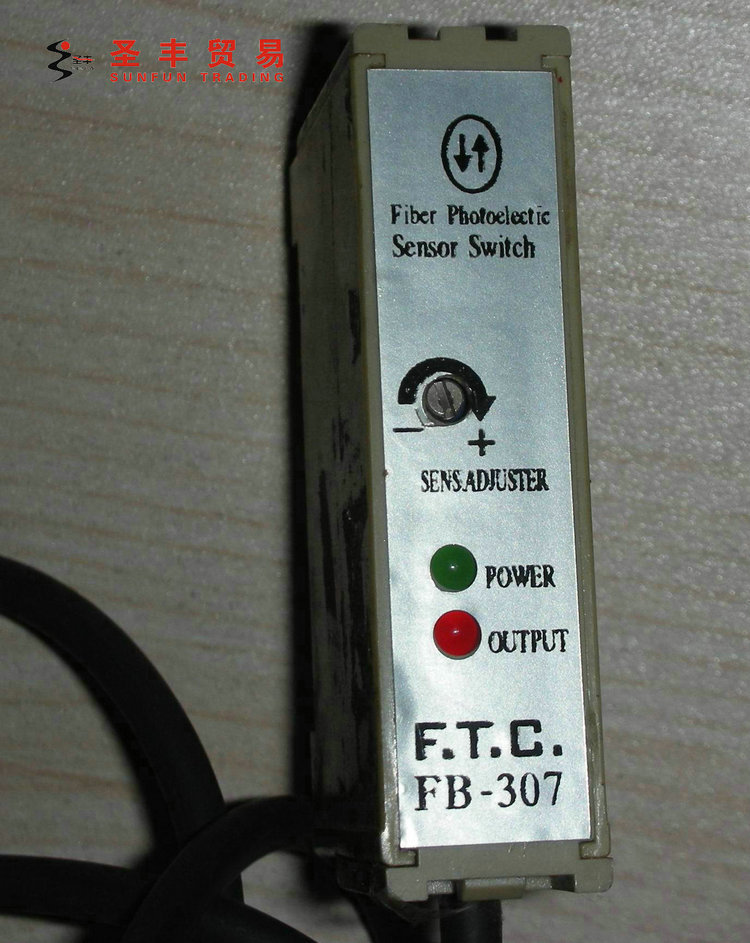 圣丰贸易
SUNFUN TRADING
Fiber Photoelectic
Sensor Switch
−
+
SENS.ADJUSTER
POWER
OUTPUT
F.T.C.
FB-307